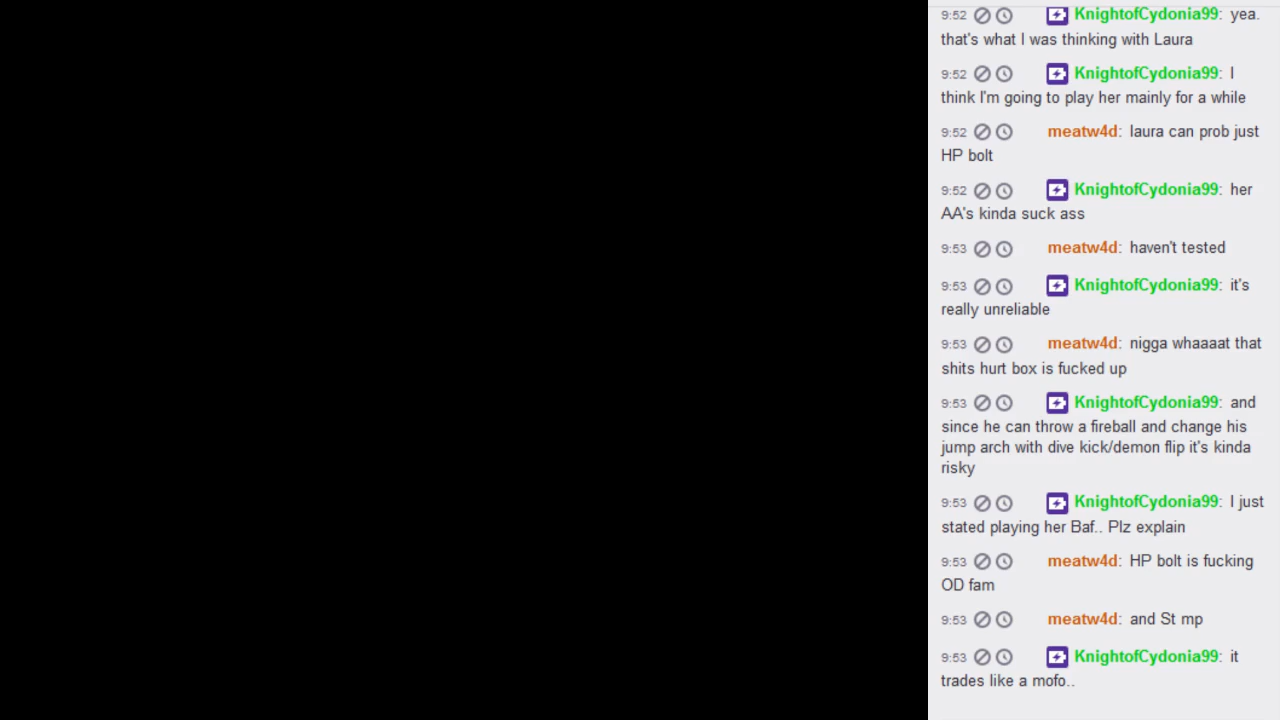 9:52 KnightofCydonia99: yea.
that's what I was thinking with Laura
9:52 KnightofCydonia99: I
think I'm going to play her mainly for a while
9:52 meatw4d: laura can prob just
HP bolt
9:52 KnightofCydonia99: her
AA's kinda suck ass
9:53 meatw4d: haven't tested
9:53 KnightofCydonia99: it's
really unreliable
9:53 meatw4d: nigga whaaaat that
shits hurt box is fucked up
9:53 KnightofCydonia99: and
since he can throw a fireball and change his
jump arch with dive kick/demon flip it's kinda
risky
9:53 KnightofCydonia99: I just
stated playing her Baf.. Plz explain
9:53 meatw4d: HP bolt is fucking
OD fam
9:53 meatw4d: and St mp
9:53 KnightofCydonia99: it
trades like a mofo..